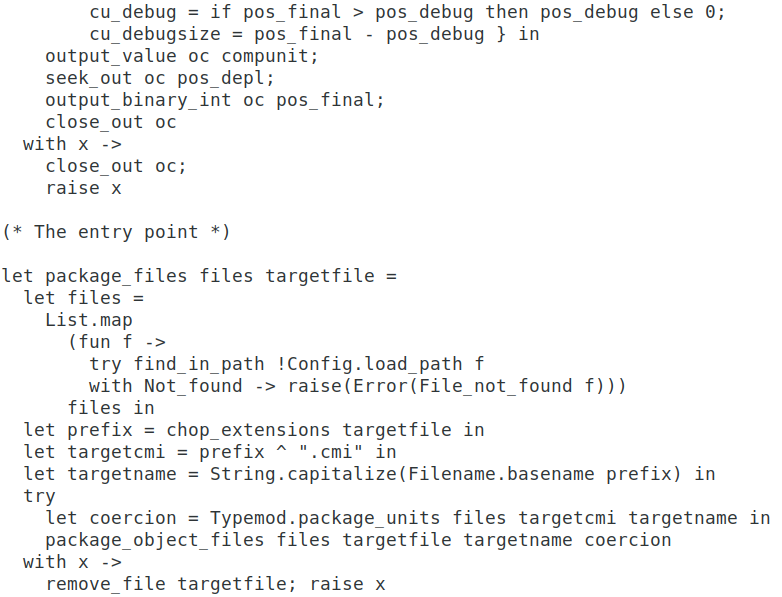 cu_debug = if pos_final > pos_debug then pos_debug else 0;
        cu_debugsize = pos_final - pos_debug } in
    output_value oc compunit;
    seek_out oc pos_depl;
    output_binary_int oc pos_final;
    close_out oc
  with x ->
    close_out oc;
    raise x

(* The entry point *)

let package_files files targetfile =
  let files =
    List.map
      (fun f ->
        try find_in_path !Config.load_path f
        with Not_found -> raise(Error(File_not_found f)))
      files in
  let prefix = chop_extensions targetfile in
  let targetcmi = prefix ^ ".cmi" in
  let targetname = String.capitalize(Filename.basename prefix) in
  try
    let coercion = Typemod.package_units files targetcmi targetname in
    package_object_files files targetfile targetname coercion
  with x ->
    remove_file targetfile; raise x